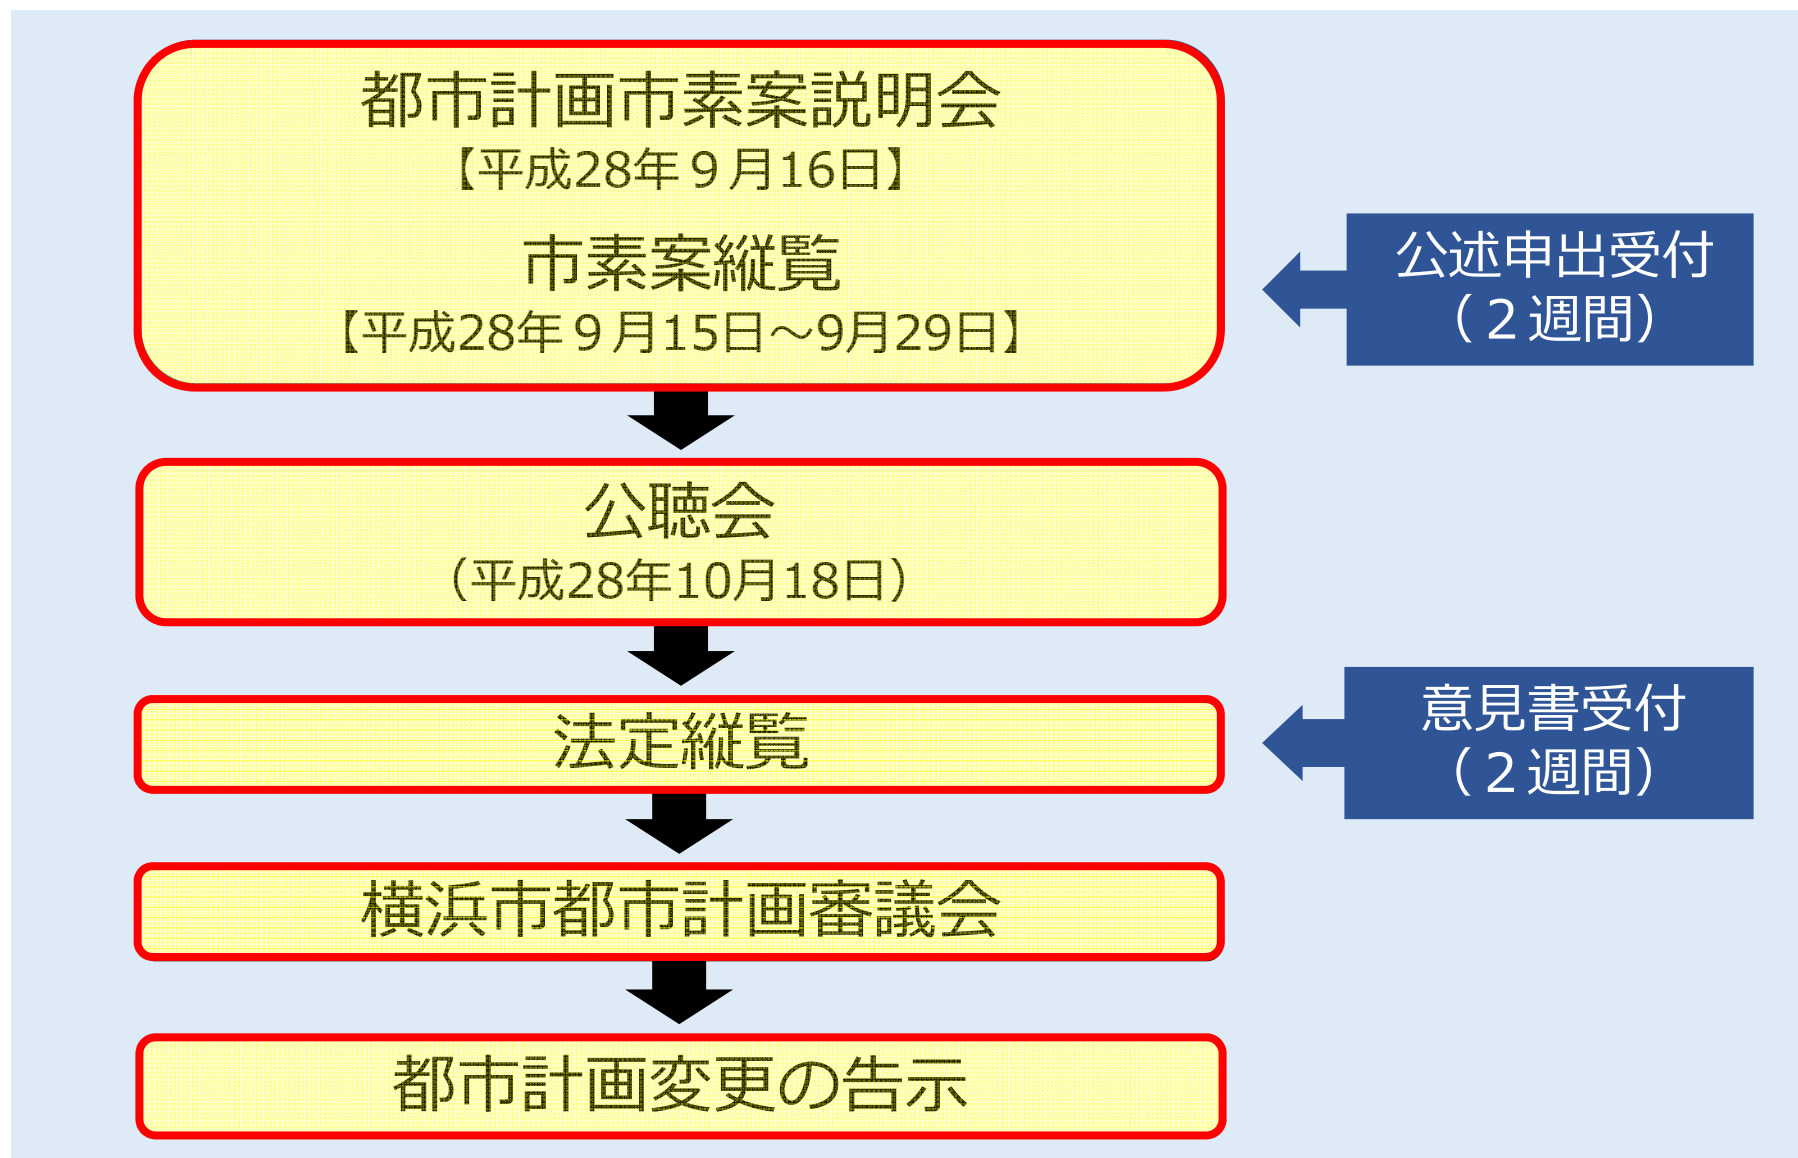 都市計画市素案説明会
【平成28年９月16日】
市素案縦覧
【平成28年９月15日～9月29日】
公述申出受付
（２週間）
公聴会
（平成28年10月18日）
法定縦覧
意見書受付
（２週間）
横浜市都市計画審議会
都市計画変更の告示